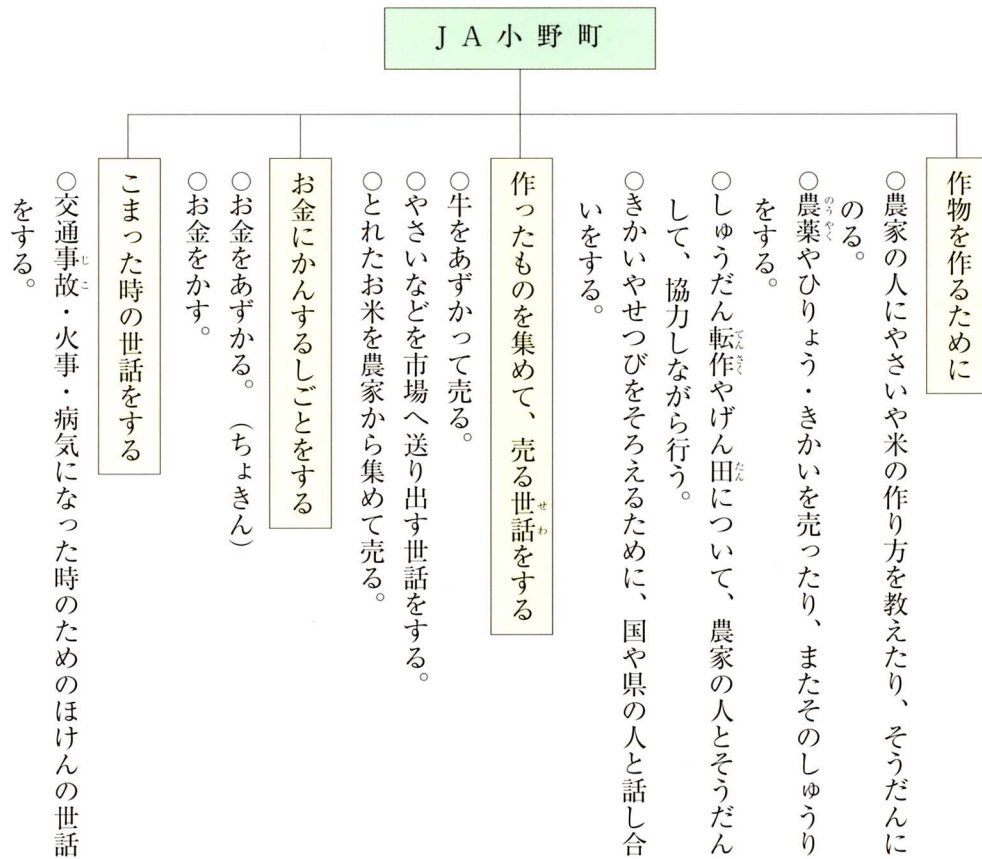 JA小野町
作物を作るために
○農家の人にやさいや米の作り方を教えたり、そうだんに
のる。
○農薬やひりょう・きかいを売ったり、またそのしゅうり
をする。
○しゅうだん転作やげん田について、農家の人とそうだん
して、協力しながら行う。
○きかいやせつびをそろえるために、国や県の人と話し合
いをする。
作ったものを集めて、売る世話をする
○牛をあずかって売る。
○やさいなどを市場へ送り出す世話をする。
○とれたお米を農家から集めて売る。
お金にかんするしごとをする
○お金をあずかる。（ちょきん）
○お金をかす。
こまった時の世話をする
○交通事故・火事・病気になった時のためのほけんの世話
をする。